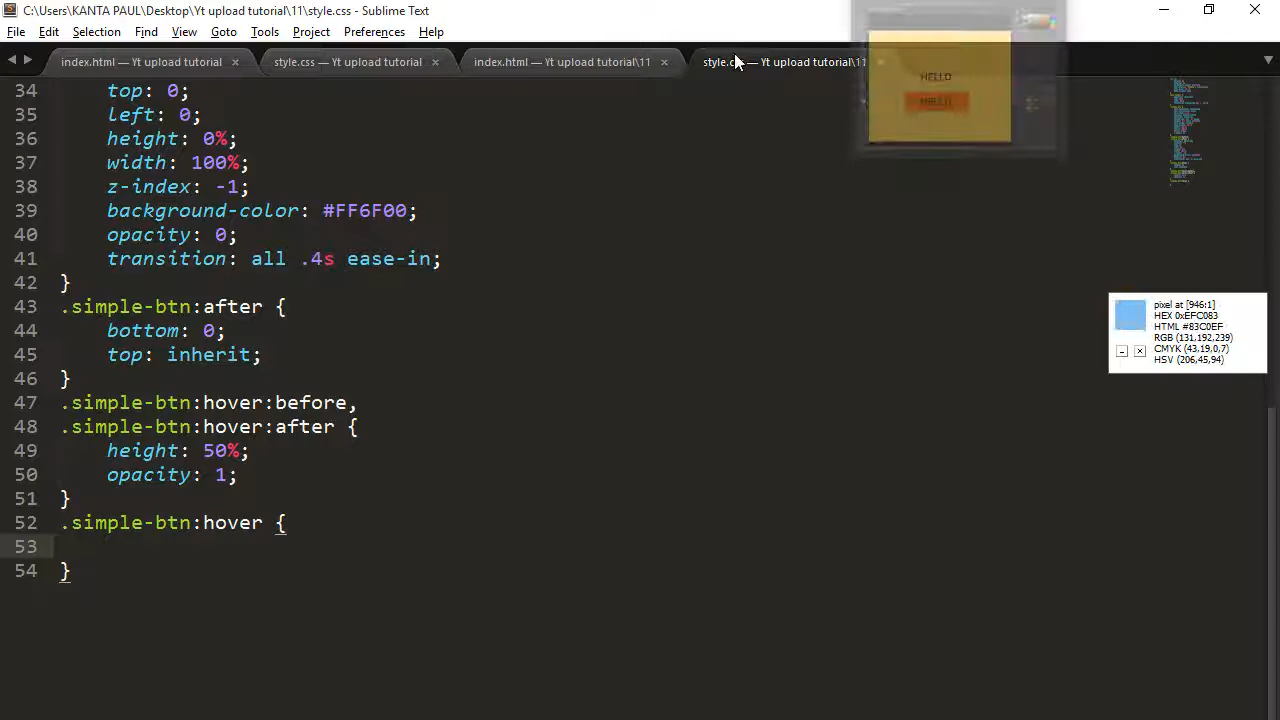 C:\Users\KANTA PAUL\Desktop\Yt upload tutorial\11\style.css - Sublime Text
File Edit Selection Find View Goto Tools Project Preferences Help
index.html — Yt upload tutorial × style.css — Yt upload tutorial × index.html — Yt upload tutorial\11 × — Yt upload tutorial\11
HELLO
HELLO
34 top: 0;
35 left: 0;
36 height: 0%;
37 width: 100%;
38 z-index: -1;
39 background-color: #FF6F00;
40 opacity: 0;
41 transition: all .4s ease-in;
42 }
43 .simple-btn:after {
44 bottom: 0;
45 top: inherit;
46 }
47 .simple-btn:hover:before,
48 .simple-btn:hover:after {
49 height: 50%;
50 opacity: 1;
51 }
52 .simple-btn:hover {
53
54 }
pixel at [946:1]
HEX 0xEFC083
HTML #83C0EF
RGB (131,192,239)
CMYK (43,19,0,7)
HSV (206,45,94)